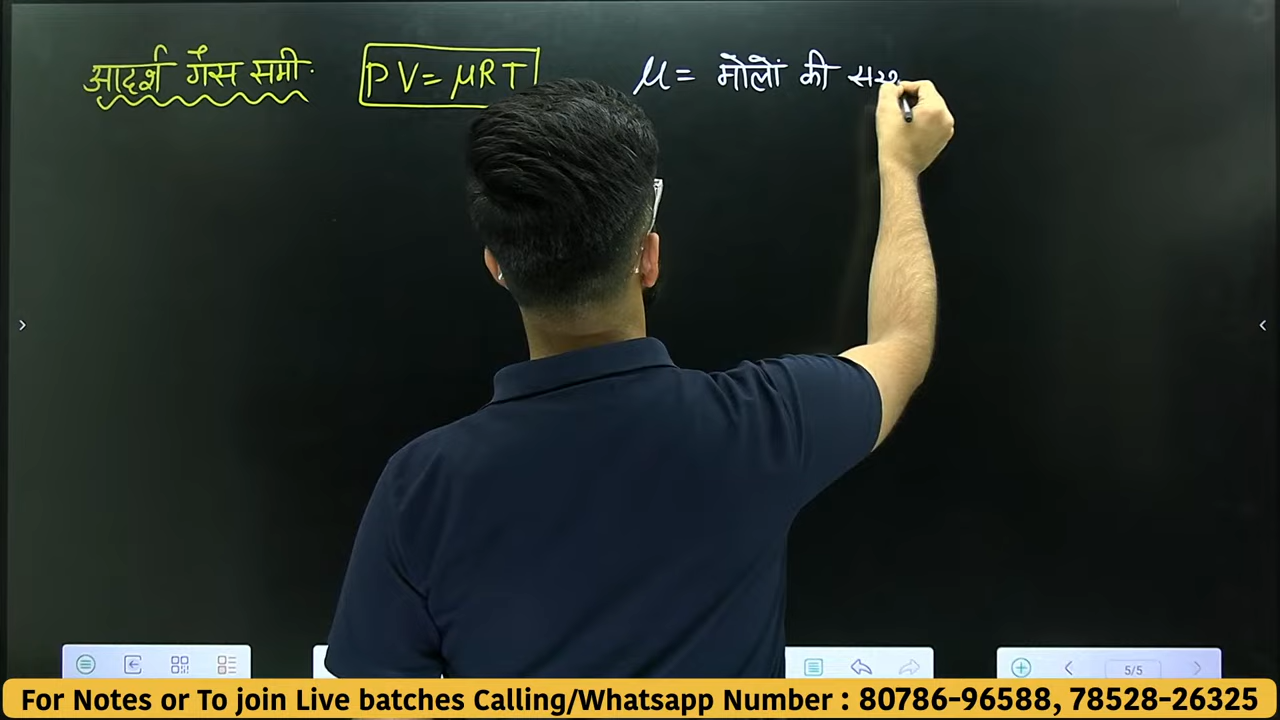 आदर्श गैस समी. PV = μRT μ = मोलों की
5/5
For Notes or To join Live batches Calling/Whatsapp Number : 80786-96588, 78528-26325